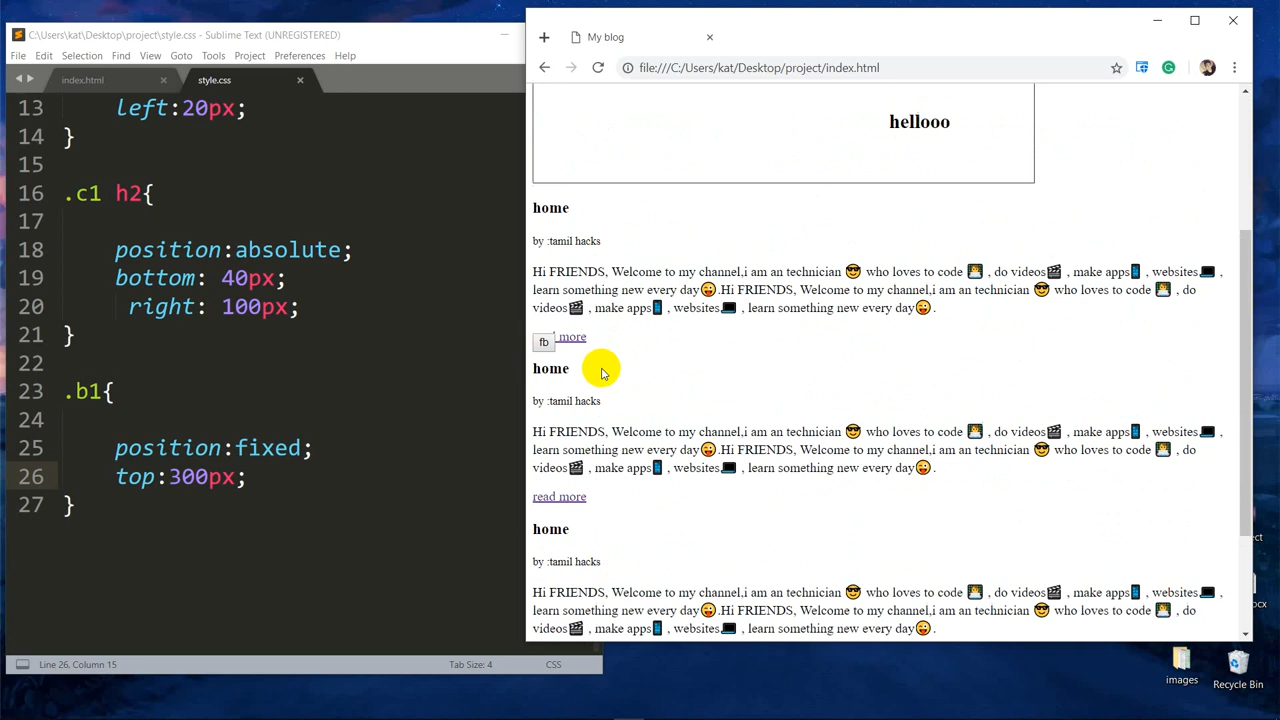 C:\Users\kat\Desktop\project\style.css - Sublime Text (UNREGISTERED)
File Edit Selection Find View Goto Tools Project Preferences Help
index.html
style.css
13 left:20px;
14 }
15
16 .c1 h2{
17
18 position:absolute;
19 bottom: 40px;
20 right: 100px;
21 }
22
23 .b1{
24
25 position:fixed;
26 top:300px;
27 }
Line 26, Column 15
Tab Size: 4
CSS
My blog
file:///C:/Users/kat/Desktop/project/index.html
hellooo
home
by :tamil hacks
Hi FRIENDS, Welcome to my channel,i am an technician 😎 who loves to code 👨‍💻 , do videos🎬 , make apps📱 , websites💻 ,
learn something new every day😜.Hi FRIENDS, Welcome to my channel,i am an technician 😎 who loves to code 👨‍💻 , do
videos🎬 , make apps📱 , websites💻 , learn something new every day😜.
fb
more
home
by :tamil hacks
Hi FRIENDS, Welcome to my channel,i am an technician 😎 who loves to code 👨‍💻 , do videos🎬 , make apps📱 , websites💻 ,
learn something new every day😜.Hi FRIENDS, Welcome to my channel,i am an technician 😎 who loves to code 👨‍💻 , do
videos🎬 , make apps📱 , websites💻 , learn something new every day😜.
read more
home
by :tamil hacks
Hi FRIENDS, Welcome to my channel,i am an technician 😎 who loves to code 👨‍💻 , do videos🎬 , make apps📱 , websites💻 ,
learn something new every day😜.Hi FRIENDS, Welcome to my channel,i am an technician 😎 who loves to code 👨‍💻 , do
videos🎬 , make apps📱 , websites💻 , learn something new every day😜.
images
Recycle Bin